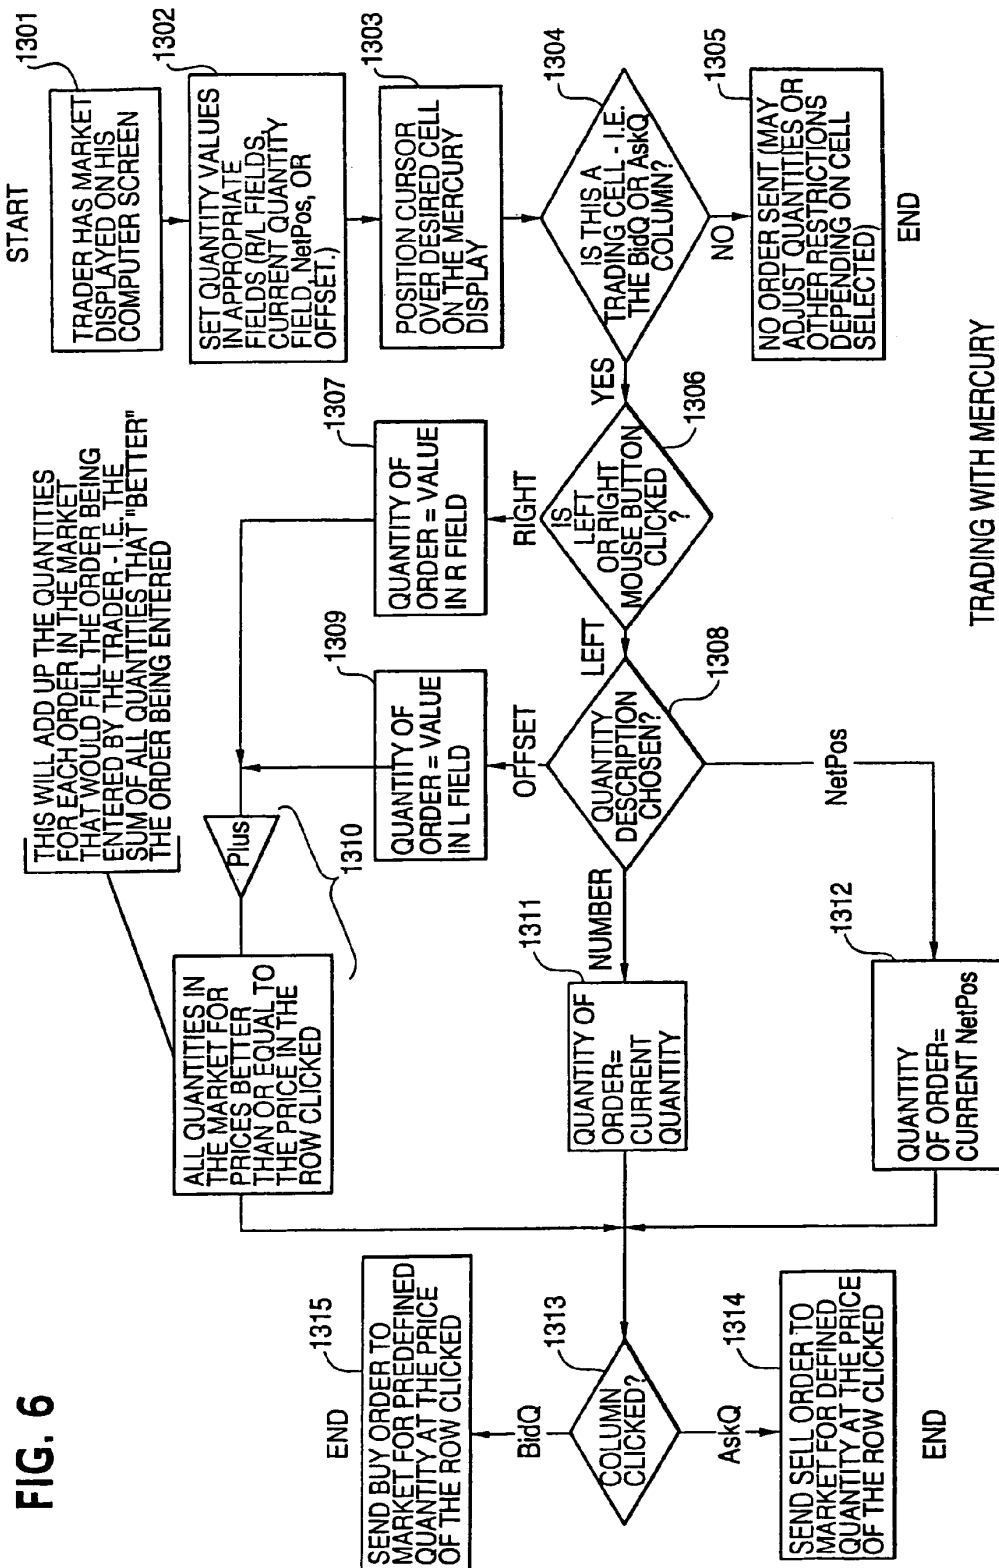 FIG. 6
START
1301
TRADER HAS MARKET
DISPLAYED ON HIS
COMPUTER SCREEN
1302
SET QUANTITY VALUES
IN APPROPRIATE
FIELDS (R/L FIELDS,
CURRENT QUANTITY
FIELD, NetPos, OR
OFFSET.)
1303
POSITION CURSOR
OVER DESIRED CELL
ON THE MERCURY
DISPLAY
1304
IS THIS A
TRADING CELL - I.E.
THE BidQ OR AskQ
COLUMN?
NO
1305
NO ORDER SENT (MAY
ADJUST QUANTITIES OR
OTHER RESTRICTIONS
DEPENDING ON CELL
SELECTED)
END
YES
1306
IS
LEFT
OR RIGHT
MOUSE BUTTON
CLICKED
?
RIGHT
1307
QUANTITY OF
ORDER = VALUE
IN R FIELD
LEFT
1308
QUANTITY
DESCRIPTION
CHOSEN?
OFFSET
1309
QUANTITY OF
ORDER = VALUE
IN L FIELD
Plus
1310
THIS WILL ADD UP THE QUANTITIES
FOR EACH ORDER IN THE MARKET
THAT WOULD FILL THE ORDER BEING
ENTERED BY THE TRADER - I.E. THE
SUM OF ALL QUANTITIES THAT "BETTER"
THE ORDER BEING ENTERED
ALL QUANTITIES IN
THE MARKET FOR
PRICES BETTER
THAN OR EQUAL TO
THE PRICE IN THE
ROW CLICKED
NUMBER
1311
QUANTITY OF
ORDER=
CURRENT
QUANTITY
NetPos
1312
QUANTITY
OF ORDER=
CURRENT NetPos
1313
COLUMN
CLICKED?
BidQ
1315
SEND BUY ORDER TO
MARKET FOR PREDEFINED
QUANTITY AT THE PRICE
OF THE ROW CLICKED
END
AskQ
1314
SEND SELL ORDER TO
MARKET FOR DEFINED
QUANTITY AT THE PRICE
OF THE ROW CLICKED
END
TRADING WITH MERCURY